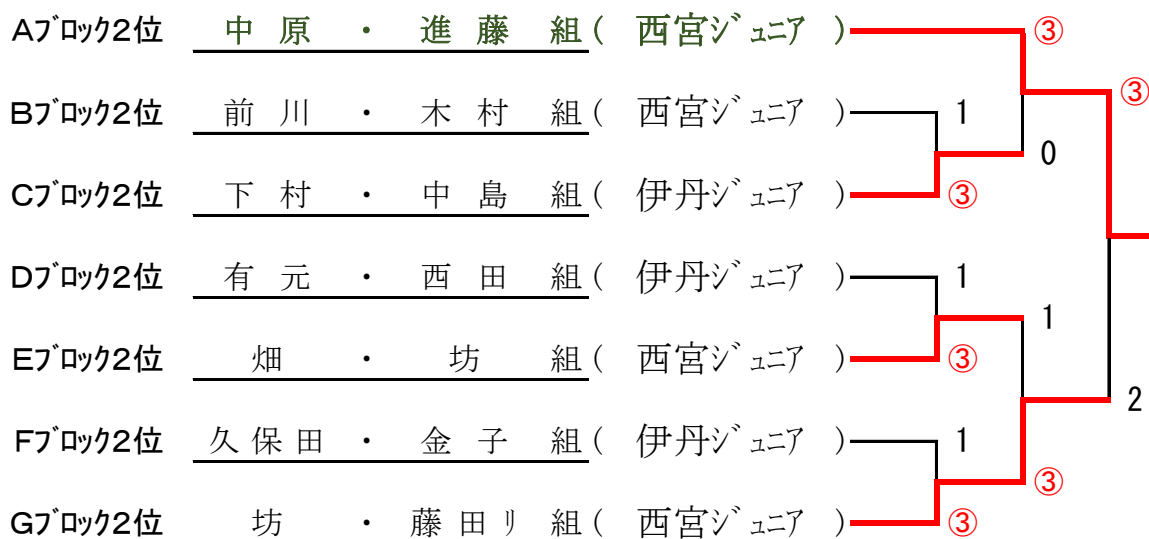 Aブロック2位 中原・進藤 組( 西宮ジュニア ) ③
③
Bブロック2位 前川・木村 組( 西宮ジュニア ) 1
0
Cブロック2位 下村・中島 組( 伊丹ジュニア ) ③
Dブロック2位 有元・西田 組( 伊丹ジュニア ) 1
1
Eブロック2位 畑・坊 組( 西宮ジュニア ) ③
2
Fブロック2位 久保田・金子 組( 伊丹ジュニア ) 1
③
Gブロック2位 坊・藤田リ 組( 西宮ジュニア ) ③